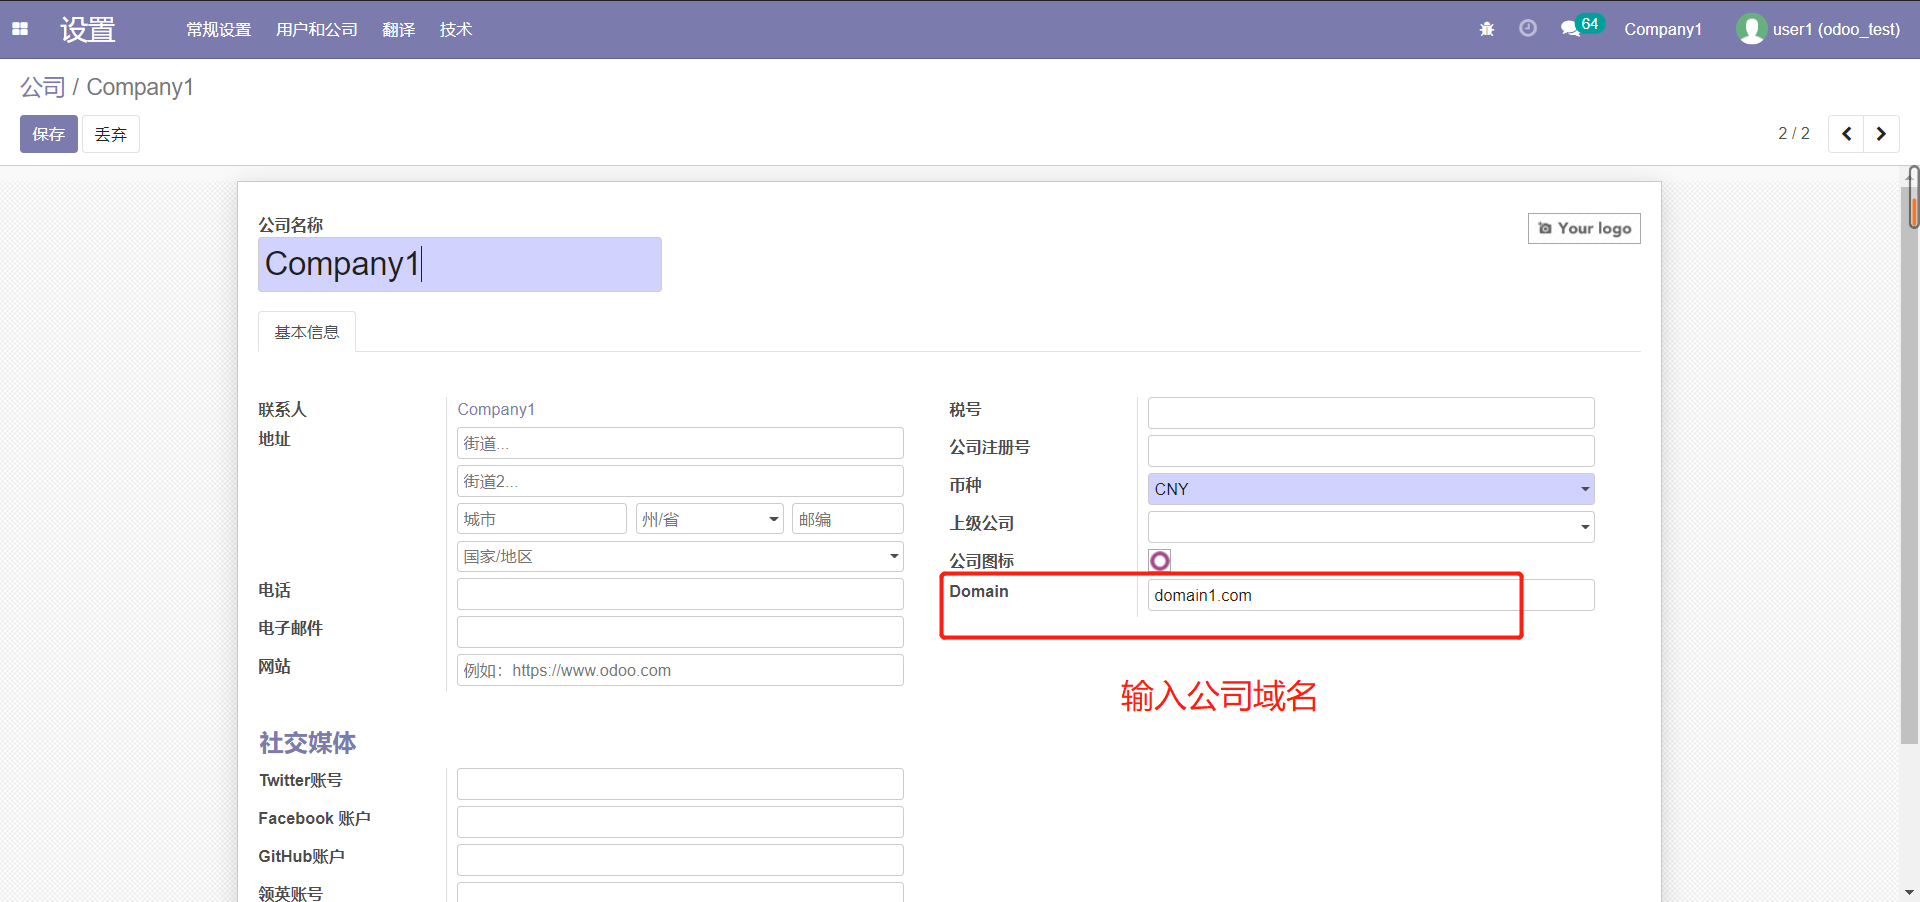 设置
常规设置
用户和公司
翻译
技术
64
Company1
user1 (odoo_test)
公司 / Company1
保存
丢弃
2 / 2
公司名称
Your logo
Company1
基本信息
联系人
Company1
地址
街道...
街道2...
城市
州/省
邮编
国家/地区
电话
电子邮件
网站
例如：https://www.odoo.com
税号
公司注册号
币种
CNY
上级公司
公司图标
Domain
domain1.com
输入公司域名
社交媒体
Twitter账号
Facebook 账户
GitHub账户
领英账号